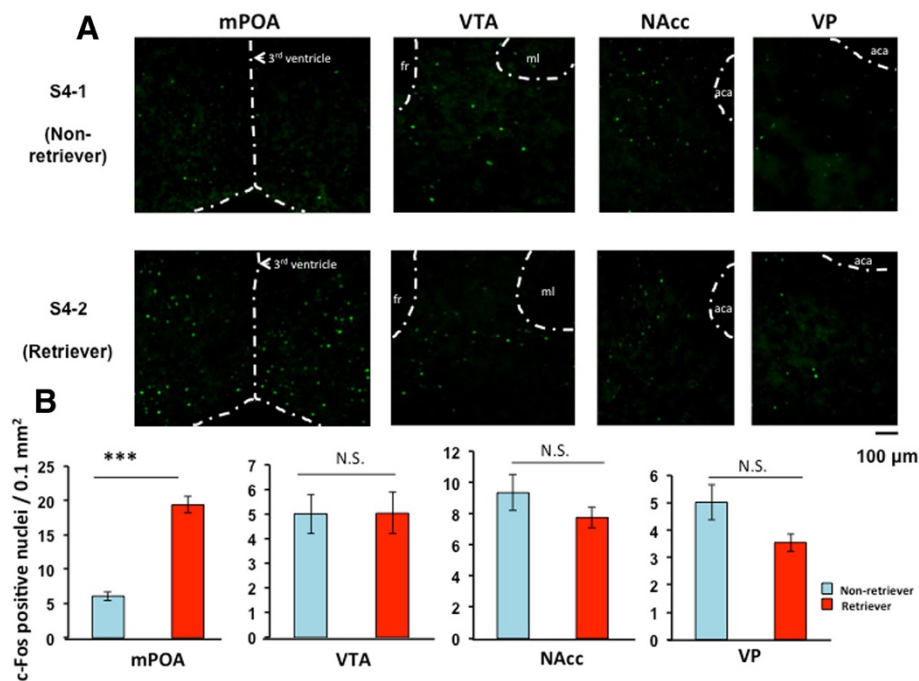 A
mPOA VTA NAcc VP
S4-1
(Non-
retriever)
3rd ventricle
fr
ml
aca
aca
S4-2
(Retriever)
3rd ventricle
fr
ml
aca
aca
100 µm
B
c-Fos positive nuclei / 0.1 mm²
25
20
15
10
5
0
***
mPOA
7
6
5
4
3
2
1
0
N.S.
VTA
12
10
8
6
4
2
0
N.S.
NAcc
6
5
4
3
2
1
0
N.S.
VP
Non-retriever
Retriever